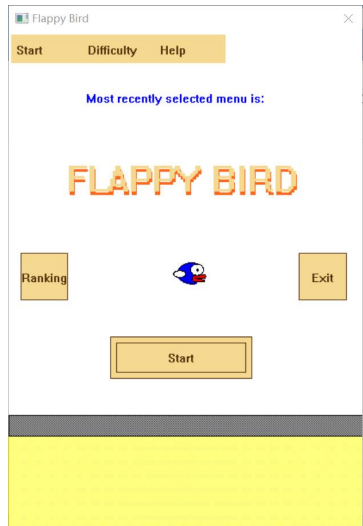 Flappy Bird
Start Difficulty Help
Most recently selected menu is:
FLAPPY BIRD
Ranking Exit
Start